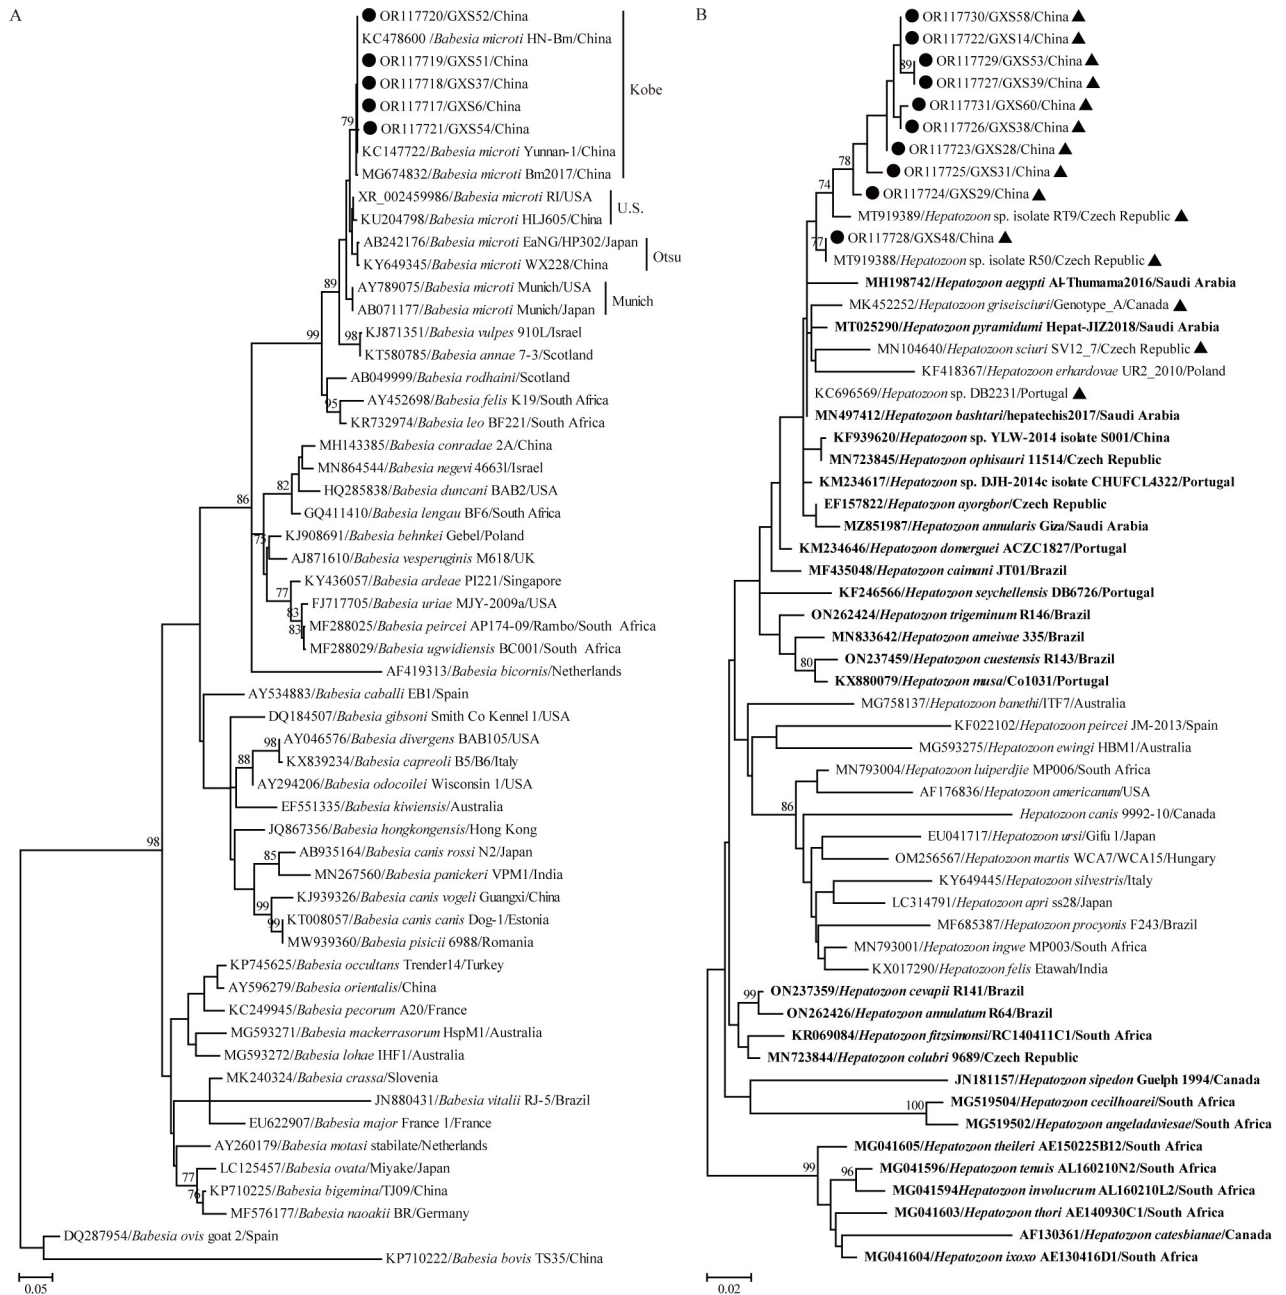 A
OR117720/GXS52/China
KC478600 /Babesia microti HN-Bm/China
OR117719/GXS51/China
OR117718/GXS37/China
OR117717/GXS6/China
OR117721/GXS54/China
KC147722/Babesia microti Yunnan-1/China
MG674832/Babesia microti Bm2017/China
Kobe
XR_002459986/Babesia microti RI/USA
KU204798/Babesia microti HLJ605/China
U.S.
AB242176/Babesia microti EaNG/HP302/Japan
KY649345/Babesia microti WX228/China
Otsu
AY789075/Babesia microti Munich/USA
AB071177/Babesia microti Munich/Japan
Munich
KJ871351/Babesia vulpes 910L/Israel
KT580785/Babesia annae 7-3/Scotland
AB049999/Babesia rodhaini/Scotland
AY452698/Babesia felis K19/South Africa
KR732974/Babesia leo BF221/South Africa
MH143385/Babesia conradae 2A/China
MN864544/Babesia negevi 4663l/Israel
HQ285838/Babesia duncani BAB2/USA
GQ411410/Babesia lengau BF6/South Africa
KJ908691/Babesia behnkei Gebel/Poland
AJ871610/Babesia vesperuginis M618/UK
KY436057/Babesia ardeae PI221/Singapore
FJ717705/Babesia uriae MJY-2009a/USA
MF288025/Babesia peircei AP174-09/Rambo/South Africa
MF288029/Babesia ugwidiensis BC001/South Africa
AF419313/Babesia bicornis/Netherlands
AY534883/Babesia caballi EB1/Spain
DQ184507/Babesia gibsoni Smith Co Kennel 1/USA
AY046576/Babesia divergens BAB105/USA
KX839234/Babesia capreoli B5/B6/Italy
AY294206/Babesia odocoilei Wisconsin 1/USA
EF551335/Babesia kiwiensis/Australia
JQ867356/Babesia hongkongensis/Hong Kong
AB935164/Babesia canis rossi N2/Japan
MN267560/Babesia panickeri VPM1/India
KJ939326/Babesia canis vogeli Guangxi/China
KT008057/Babesia canis canis Dog-1/Estonia
MW939360/Babesia pisicii 6988/Romania
KP745625/Babesia occultans Trender14/Turkey
AY596279/Babesia orientalis/China
KC249945/Babesia pecorum A20/France
MG593271/Babesia mackerrasorum HspM1/Australia
MG593272/Babesia lohae IHF1/Australia
MK240324/Babesia crassa/Slovenia
JN880431/Babesia vitalii RJ-5/Brazil
EU622907/Babesia major France 1/France
AY260179/Babesia motasi stabilate/Netherlands
LC125457/Babesia ovata/Miyake/Japan
KP710225/Babesia bigemina/TJ09/China
MF576177/Babesia naoakii BR/Germany
DQ287954/Babesia ovis goat 2/Spain
KP710222/Babesia bovis TS35/China
79
89
99
98
95
86
82
73
77
83
83
98
88
85
99
99
98
77
76
0.05
B
OR117730/GXS58/China
OR117722/GXS14/China
OR117729/GXS53/China
OR117727/GXS39/China
OR117731/GXS60/China
OR117726/GXS38/China
OR117723/GXS28/China
OR117725/GXS31/China
OR117724/GXS29/China
MT919389/Hepatozoon sp. isolate RT9/Czech Republic
OR117728/GXS48/China
MT919388/Hepatozoon sp. isolate R50/Czech Republic
MH198742/Hepatozoon aegypti Al-Thumama2016/Saudi Arabia
MK452252/Hepatozoon griseisciuri/Genotype_A/Canada
MT025290/Hepatozoon pyramidumi Hepat-JIZ2018/Saudi Arabia
MN104640/Hepatozoon sciuri SV12_7/Czech Republic
KF418367/Hepatozoon erhardovae UR2_2010/Poland
KC696569/Hepatozoon sp. DB2231/Portugal
MN497412/Hepatozoon bashtari/hepatechis2017/Saudi Arabia
KF939620/Hepatozoon sp. YLW-2014 isolate S001/China
MN723845/Hepatozoon ophisauri 11514/Czech Republic
KM234617/Hepatozoon sp. DJH-2014c isolate CHUFCL4322/Portugal
EF157822/Hepatozoon ayorgbor/Czech Republic
MZ851987/Hepatozoon annularis Giza/Saudi Arabia
KM234646/Hepatozoon domerguei ACZC1827/Portugal
MF435048/Hepatozoon caimani JT01/Brazil
KF246566/Hepatozoon seychellensis DB6726/Portugal
ON262424/Hepatozoon trigeminum R146/Brazil
MN833642/Hepatozoon ameivae 335/Brazil
ON237459/Hepatozoon cuestensis R143/Brazil
KX880079/Hepatozoon musa/Co1031/Portugal
MG758137/Hepatozoon banethi/ITF7/Australia
KF022102/Hepatozoon peircei JM-2013/Spain
MG593275/Hepatozoon ewingi HBM1/Australia
MN793004/Hepatozoon luiperdjie MP006/South Africa
AF176836/Hepatozoon americanum/USA
Hepatozoon canis 9992-10/Canada
EU041717/Hepatozoon ursi/Gifu 1/Japan
OM256567/Hepatozoon martis WCA7/WCA15/Hungary
KY649445/Hepatozoon silvestris/Italy
LC314791/Hepatozoon apri ss28/Japan
MF685387/Hepatozoon procyonis F243/Brazil
MN793001/Hepatozoon ingwe MP003/South Africa
KX017290/Hepatozoon felis Etawah/India
ON237359/Hepatozoon cevapii R141/Brazil
ON262426/Hepatozoon annulatum R64/Brazil
KR069084/Hepatozoon fitzsimonsi/RC140411C1/South Africa
MN723844/Hepatozoon colubri 9689/Czech Republic
JN181157/Hepatozoon sipedon Guelph 1994/Canada
MG519504/Hepatozoon cecilhoarei/South Africa
MG519502/Hepatozoon angeladaviesae/South Africa
MG041605/Hepatozoon theileri AE150225B12/South Africa
MG041596/Hepatozoon tenuis AL160210N2/South Africa
MG041594Hepatozoon involucrum AL160210L2/South Africa
MG041603/Hepatozoon thori AE140930C1/South Africa
AF130361/Hepatozoon catesbianae/Canada
MG041604/Hepatozoon ixoxo AE130416D1/South Africa
89
78
74
77
80
86
99
100
99
96
0.02